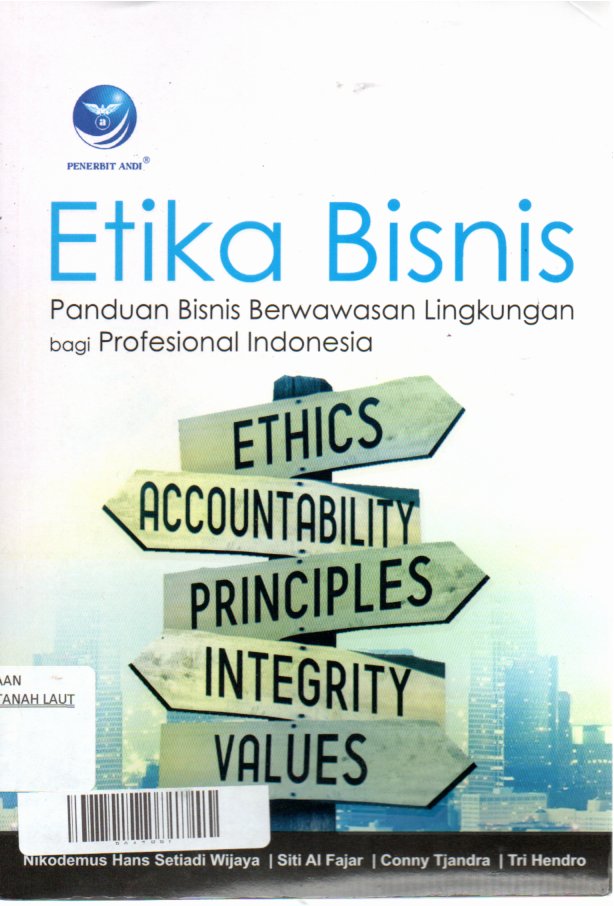 a
PENERBIT ANDI®
Etika Bisnis
Panduan Bisnis Berwawasan Lingkungan
bagi Profesional Indonesia
ETHICS
ACCOUNTABILITY
PRINCIPLES
INTEGRITY
VALUES
AAN
TANAH LAUT
Nikodemus Hans Setiadi Wijaya | Siti Al Fajar | Conny Tjandra | Tri Hendro